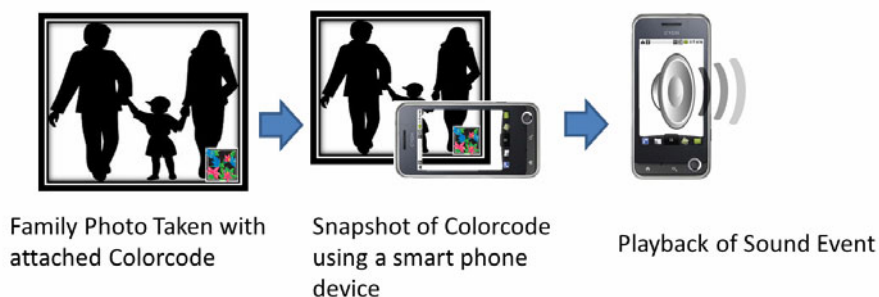 Family Photo Taken with
attached Colorcode
Snapshot of Colorcode
using a smart phone
device
Playback of Sound Event